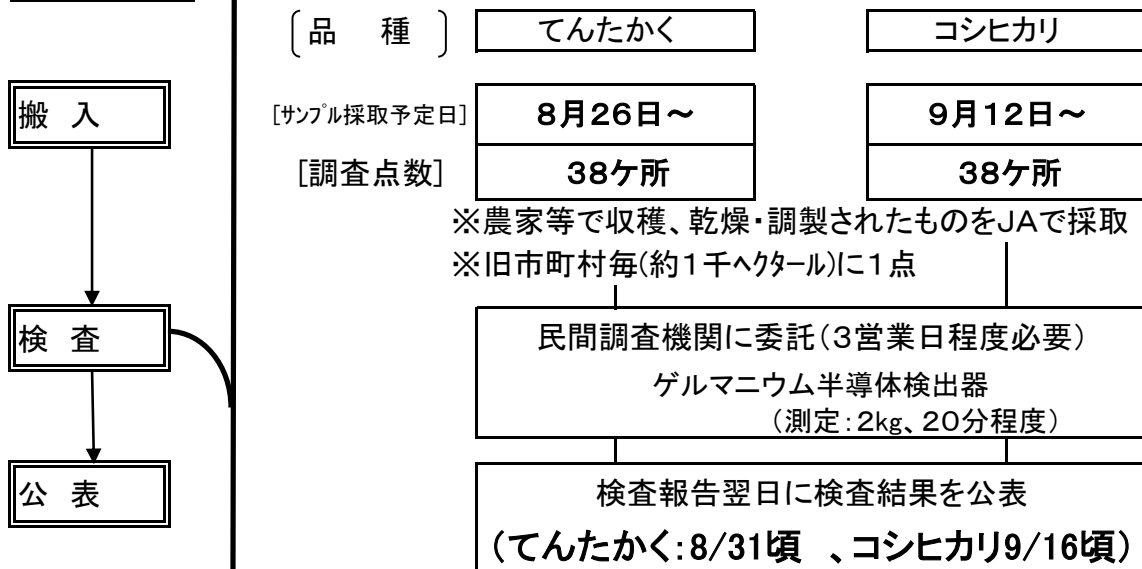 〔品 種〕 てんたかく コシヒカリ
搬 入
[サンプル採取予定日] 8月26日～ 9月12日～
[調査点数] 38ケ所 38ケ所
※農家等で収穫、乾燥・調製されたものをJAで採取
※旧市町村毎(約1千ヘクタール)に1点
検 査
民間調査機関に委託(3営業日程度必要)
ゲルマニウム半導体検出器
(測定:2kg、20分程度)
公 表
検査報告翌日に検査結果を公表
(てんたかく:8/31頃 、コシヒカリ9/16頃)